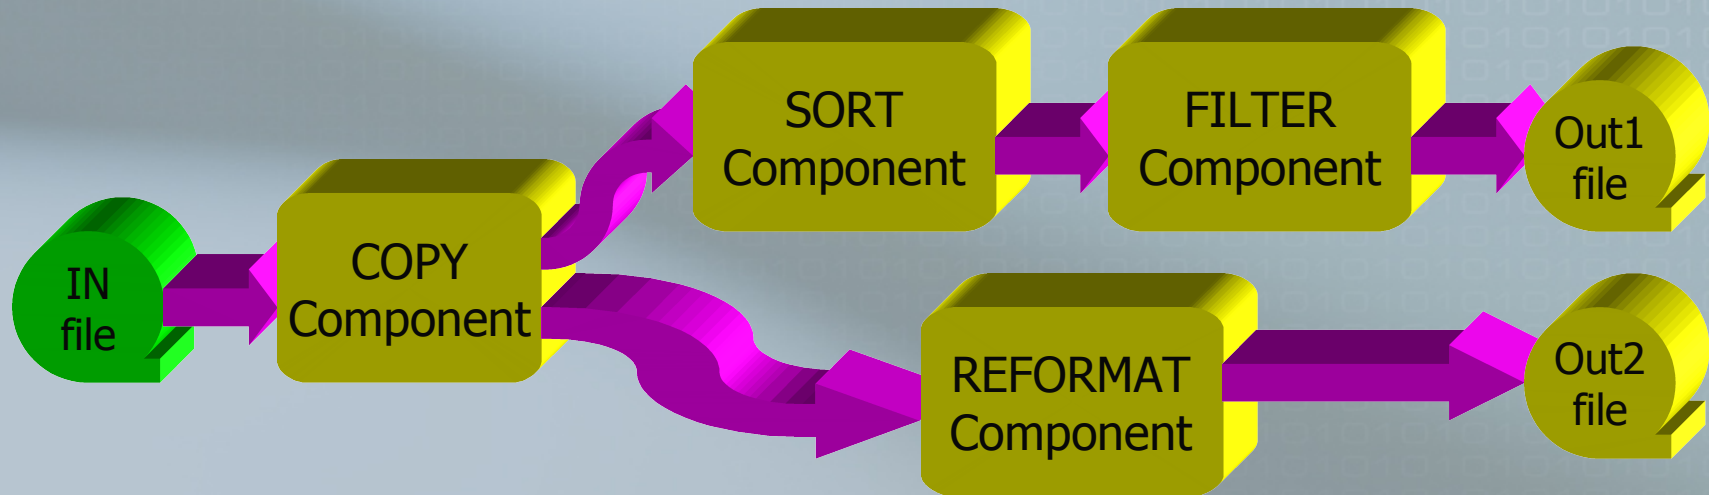 IN
file
COPY
Component
SORT
Component
FILTER
Component
Out1
file
REFORMAT
Component
Out2
file